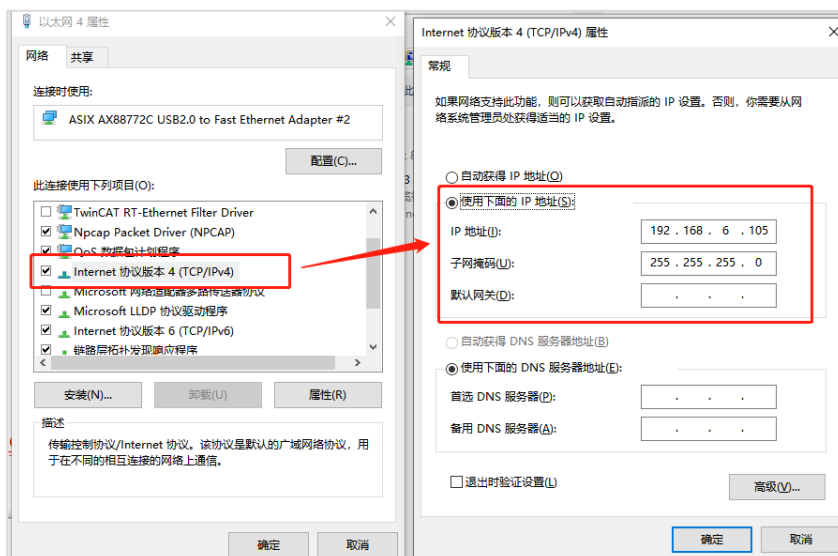 以太网 4 属性
网络
共享
连接时使用:
ASIX AX88772C USB2.0 to Fast Ethernet Adapter #2
配置(C)...
此连接使用下列项目(O):
TwinCAT RT-Ethernet Filter Driver
Npcap Packet Driver (NPCAP)
QoS 数据包计划程序
Internet 协议版本 4 (TCP/IPv4)
Microsoft 网络适配器多路传送器协议
Microsoft LLDP 协议驱动程序
Internet 协议版本 6 (TCP/IPv6)
链路层拓扑发现响应程序
安装(N)...
卸载(U)
属性(R)
描述
传输控制协议/Internet 协议。该协议是默认的广域网络协议，用
于在不同的相互连接的网络上通信。
确定
取消
Internet 协议版本 4 (TCP/IPv4) 属性
常规
如果网络支持此功能，则可以获取自动指派的 IP 设置。否则，你需要从网
络系统管理员处获得适当的 IP 设置。
自动获得 IP 地址(O)
使用下面的 IP 地址(S):
IP 地址(I):
192 . 168 . 6 . 105
子网掩码(U):
255 . 255 . 255 . 0
默认网关(D):
. . .
自动获得 DNS 服务器地址(B)
使用下面的 DNS 服务器地址(E):
首选 DNS 服务器(P):
. . .
备用 DNS 服务器(A):
. . .
退出时验证设置(L)
高级(V)...
确定
取消